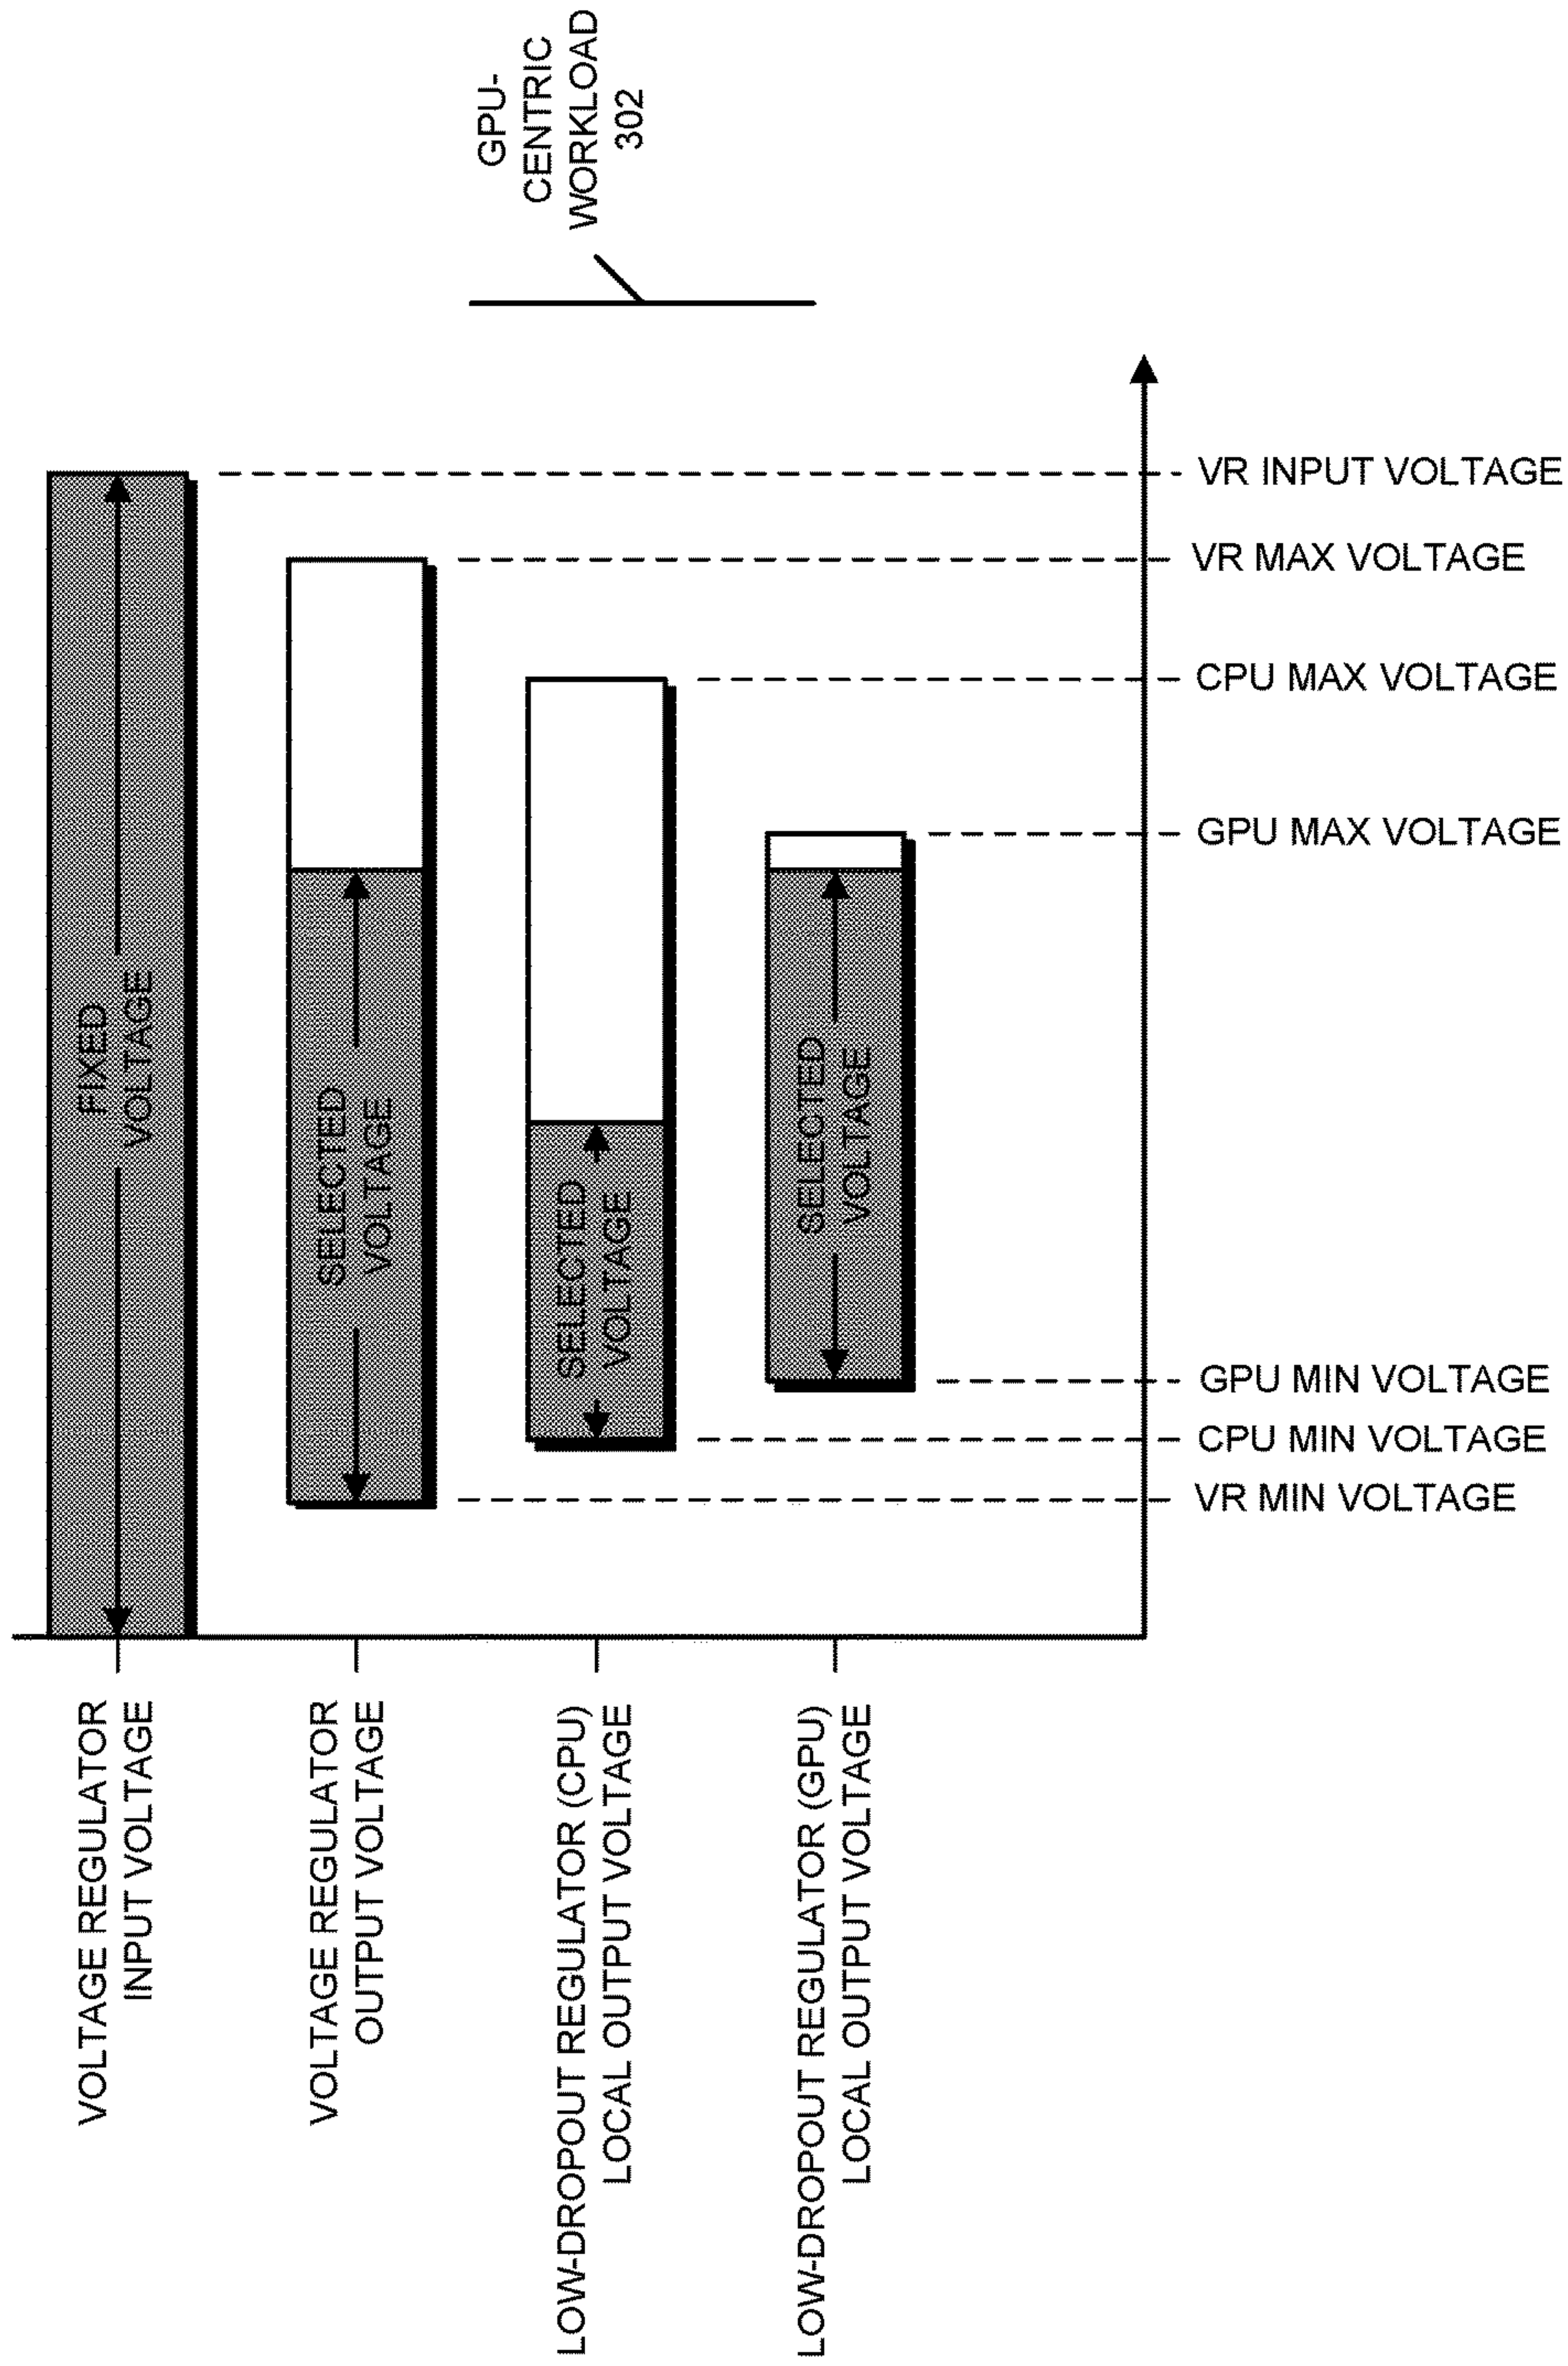 GPU-
CENTRIC
WORKLOAD
302
VR INPUT VOLTAGE
VR MAX VOLTAGE
CPU MAX VOLTAGE
GPU MAX VOLTAGE
GPU MIN VOLTAGE
CPU MIN VOLTAGE
VR MIN VOLTAGE
FIXED
VOLTAGE
SELECTED
VOLTAGE
SELECTED
VOLTAGE
SELECTED
VOLTAGE
VOLTAGE REGULATOR
INPUT VOLTAGE
VOLTAGE REGULATOR
OUTPUT VOLTAGE
LOW-DROPOUT REGULATOR (CPU)
LOCAL OUTPUT VOLTAGE
LOW-DROPOUT REGULATOR (GPU)
LOCAL OUTPUT VOLTAGE